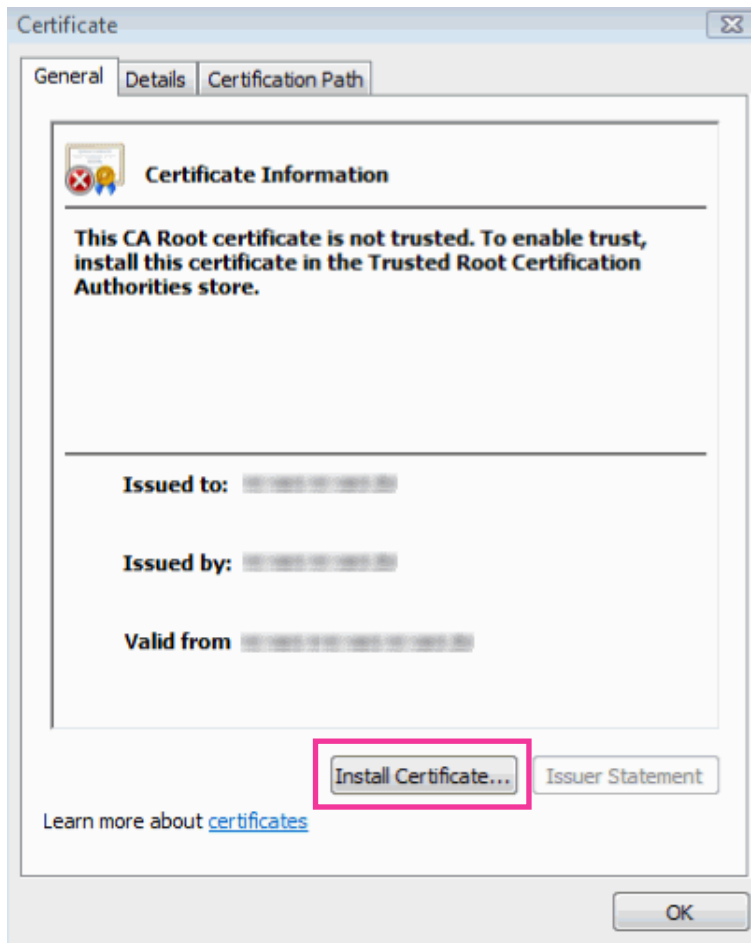 Certificate
General Details Certification Path
Certificate Information
This CA Root certificate is not trusted. To enable trust,
install this certificate in the Trusted Root Certification
Authorities store.
Issued to:
Issued by:
Valid from
Install Certificate... Issuer Statement
Learn more about certificates
OK